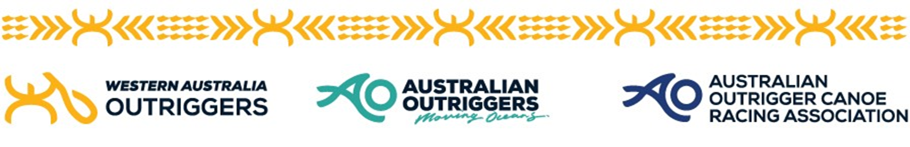 WESTERN AUSTRALIA
OUTRIGGERS
AUSTRALIAN
OUTRIGGERS
Moving Oceans.
AUSTRALIAN
OUTRIGGER CANOE
RACING ASSOCIATION